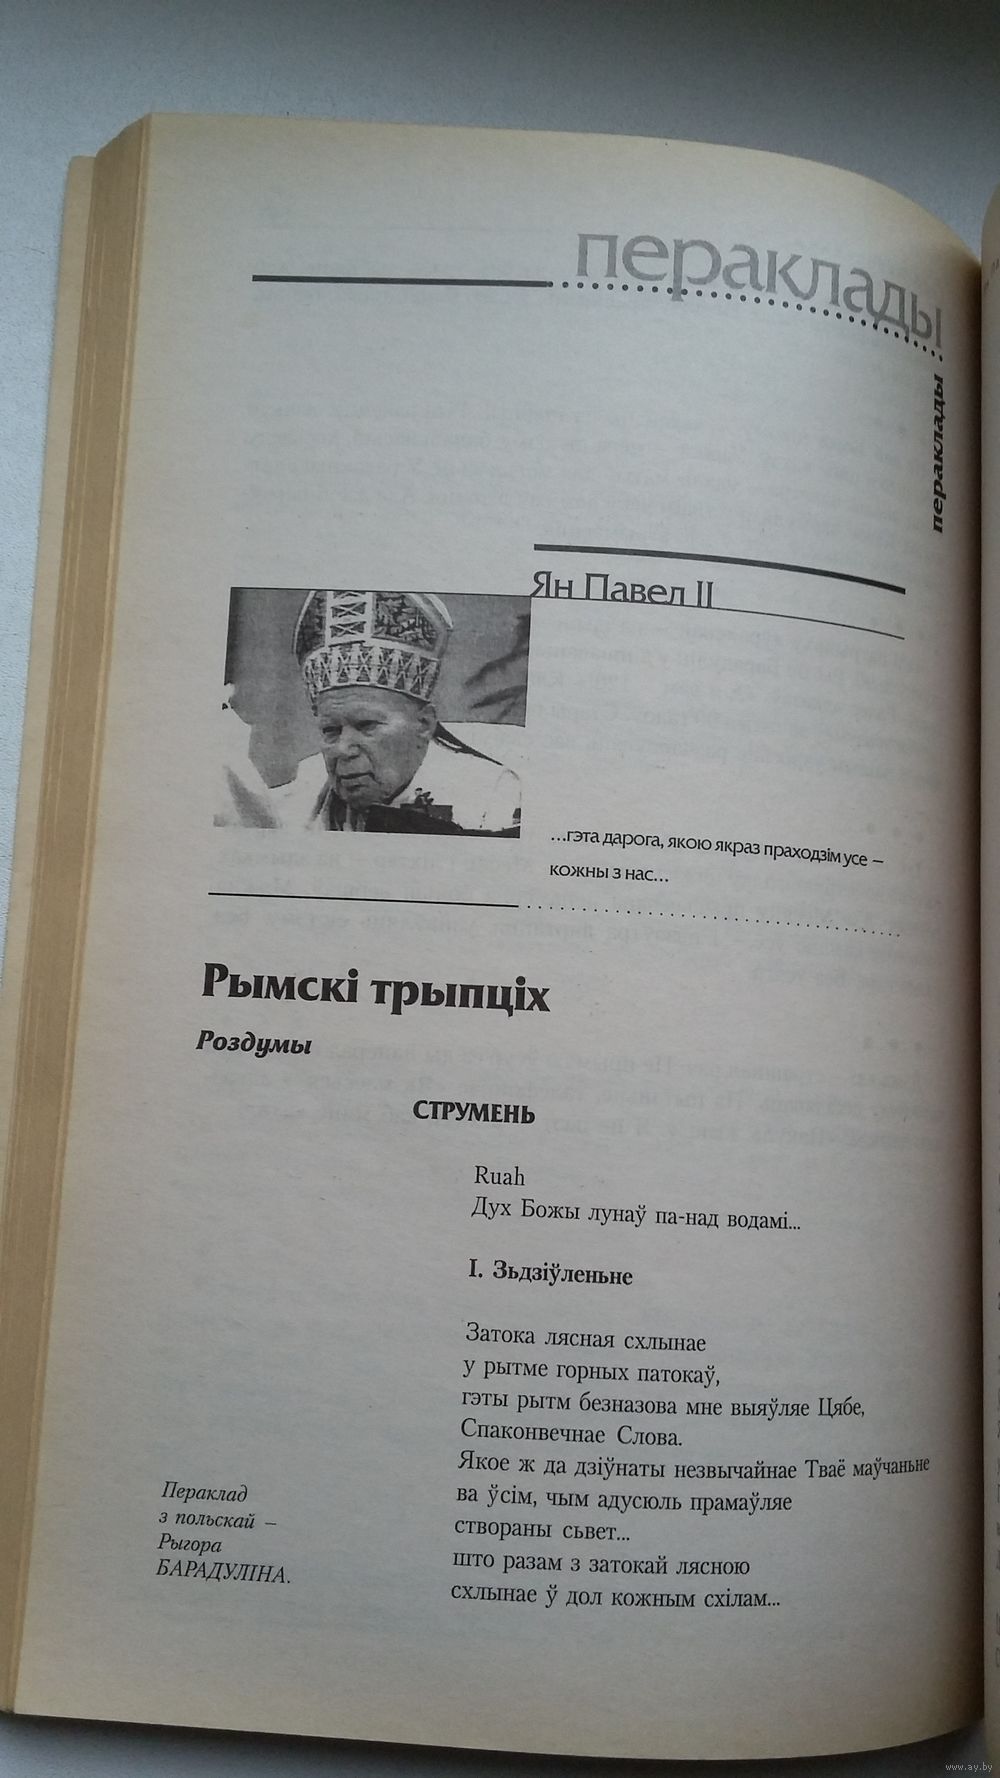 пераклады
пераклады
Ян Павел II
...гэта дарога, якою якраз праходзім усе –
кожны з нас...
Рымскі трыпціх
Роздумы
СТРУМЕНЬ
Ruah
Дух Божы лунаў па-над водамі...
I. Зьдзіўленьне
Затока лясная схлынае
у рытме горных патокаў,
гэты рытм безназова мне выяўляе Цябе,
Спаконвечнае Слова.
Якое ж да дзіўнаты незвычайнае Тваё маўчаньне
ва ўсім, чым адусюль прамаўляе
створаны сьвет...
што разам з затокай лясною
схлынае ў дол кожным схілам...
Пераклад
з польскай –
Рыгора
БАРАДУЛІНА.
www.ay.by